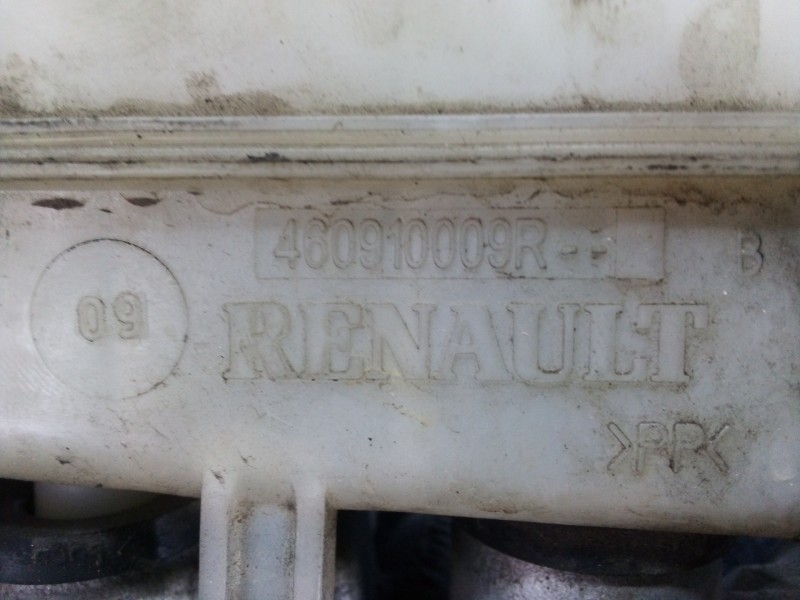 460910009R--
B
09
RENAULT
>PP<